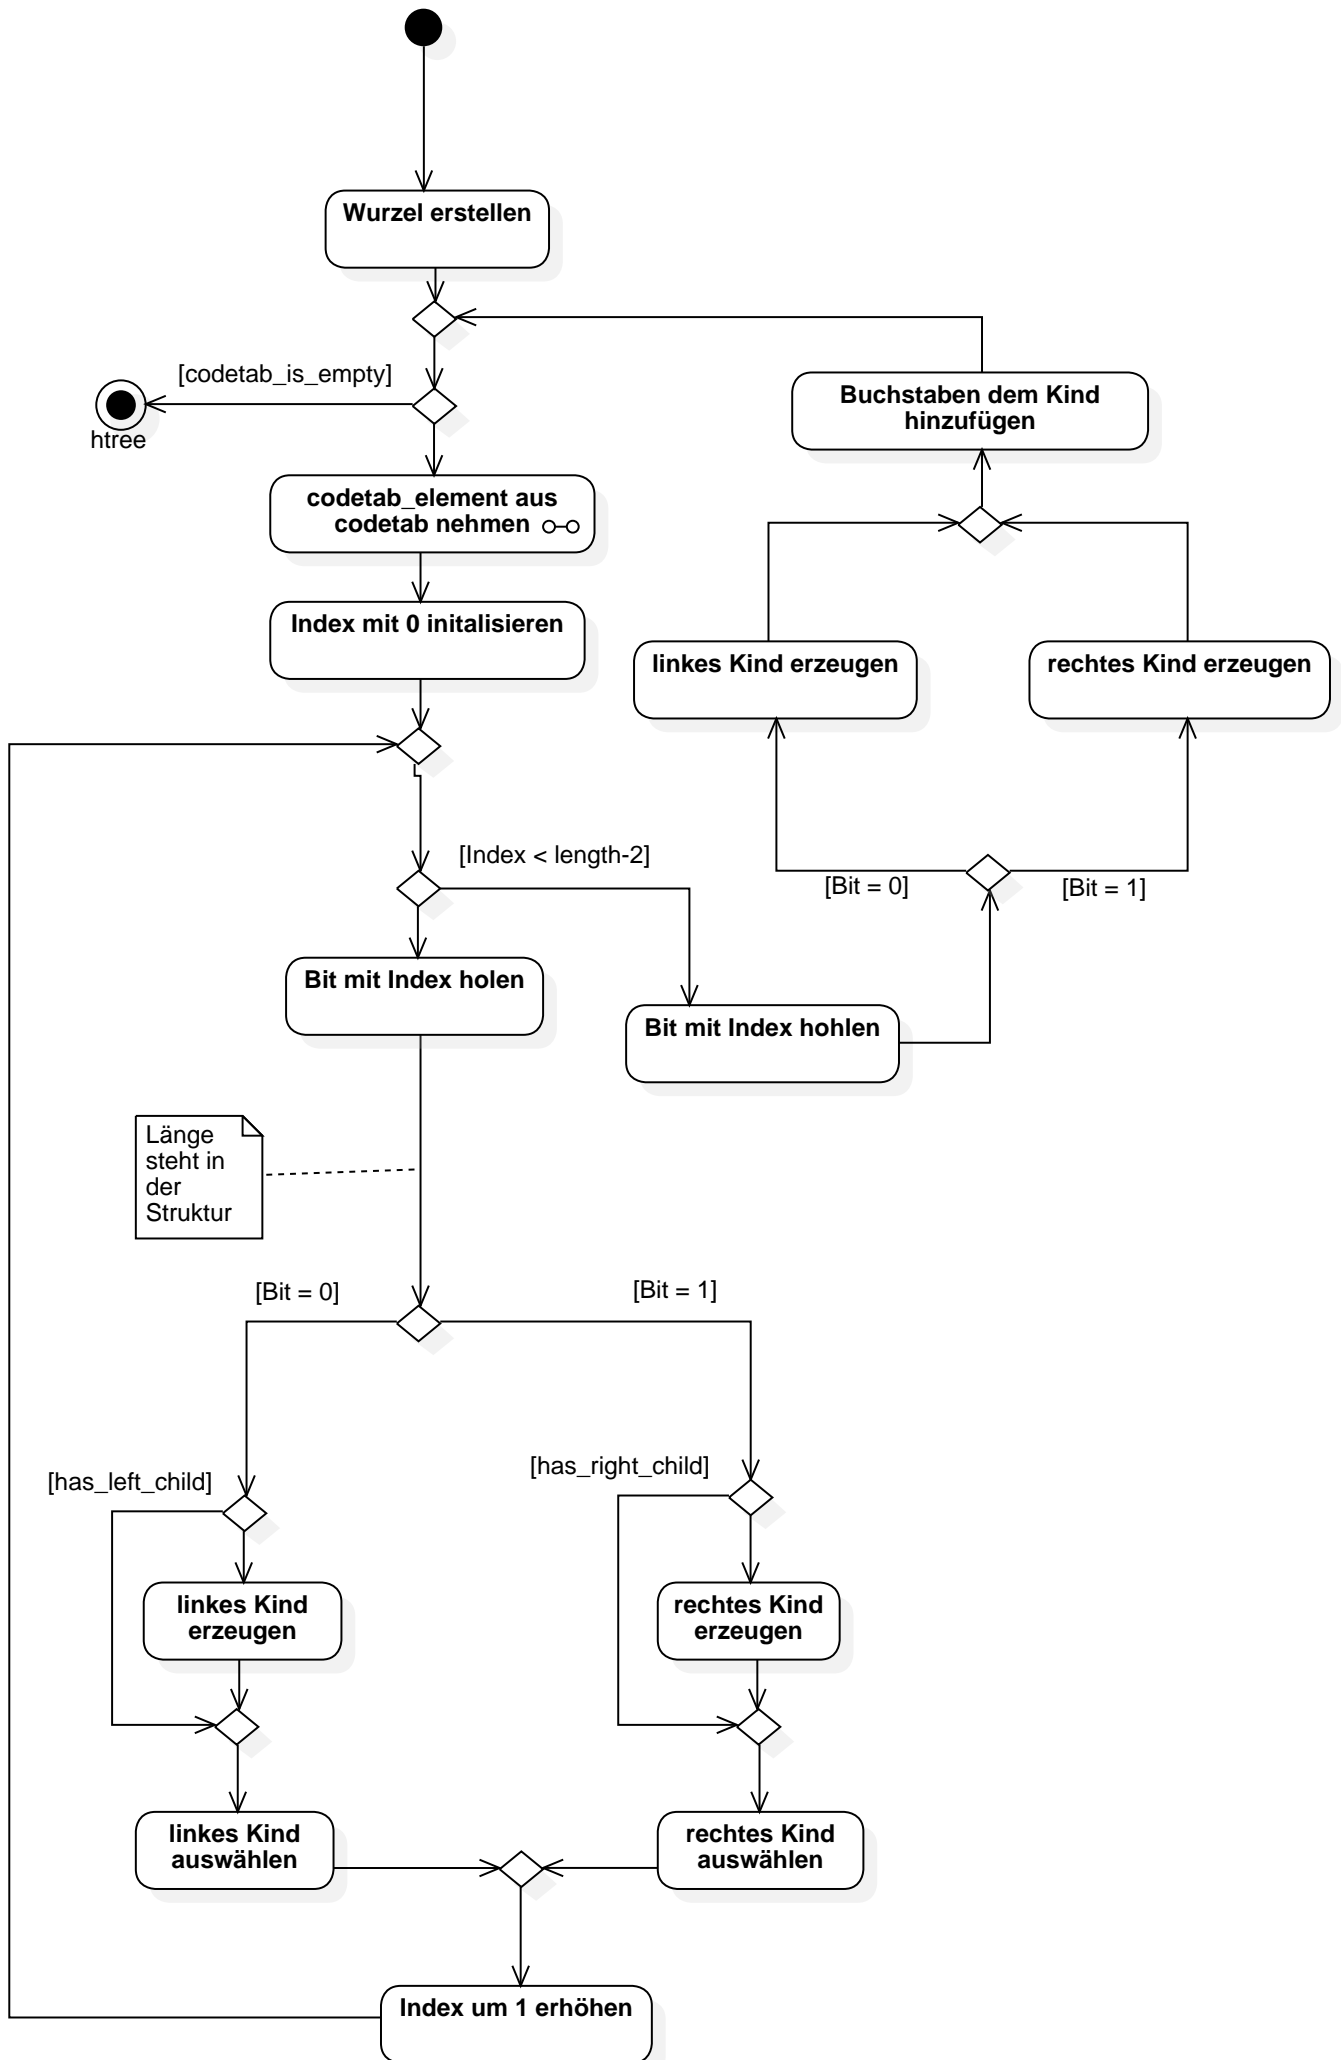 Wurzel erstellen
[codetab_is_empty]
htree
Buchstaben dem Kind
hinzufügen
codetab_element aus
codetab nehmen
Index mit 0 initalisieren
linkes Kind erzeugen
rechtes Kind erzeugen
[Index < length-2]
[Bit = 0]
[Bit = 1]
Bit mit Index holen
Bit mit Index hohlen
Länge
steht in
der
Struktur
[Bit = 0]
[Bit = 1]
[has_left_child]
[has_right_child]
linkes Kind
erzeugen
rechtes Kind
erzeugen
linkes Kind
auswählen
rechtes Kind
auswählen
Index um 1 erhöhen